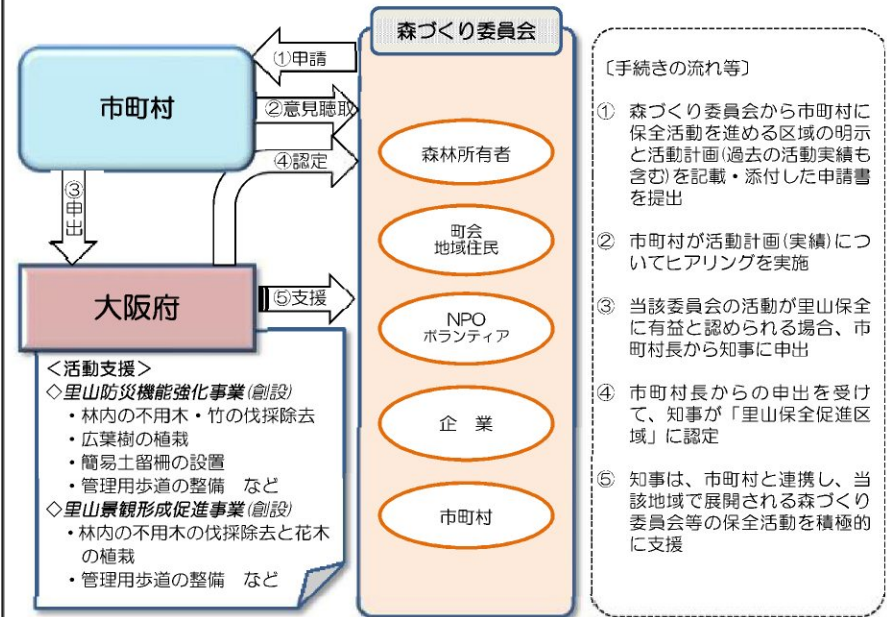 森づくり委員会
①申請
市町村
②意見聴取
④認定
③申出
大阪府
⑤支援
森林所有者
町会
地域住民
NPO
ボランティア
企　業
市町村
＜活動支援＞
◇里山防災機能強化事業(創設)
・林内の不用木・竹の伐採除去
・広葉樹の植栽
・簡易土留柵の設置
・管理用歩道の整備　など
◇里山景観形成促進事業(創設)
・林内の不用木の伐採除去と花木
の植栽
・管理用歩道の整備　など
〔手続きの流れ等〕
①　森づくり委員会から市町村に
保全活動を進める区域の明示
と活動計画(過去の活動実績も
含む)を記載・添付した申請書
を提出
②　市町村が活動計画(実績)につ
いてヒアリングを実施
③　当該委員会の活動が里山保全
に有益と認められる場合、市
町村長から知事に申出
④　市町村長からの申出を受け
て、知事が「里山保全促進区
域」に認定
⑤　知事は、市町村と連携し、当
該地域で展開される森づくり
委員会等の保全活動を積極的
に支援